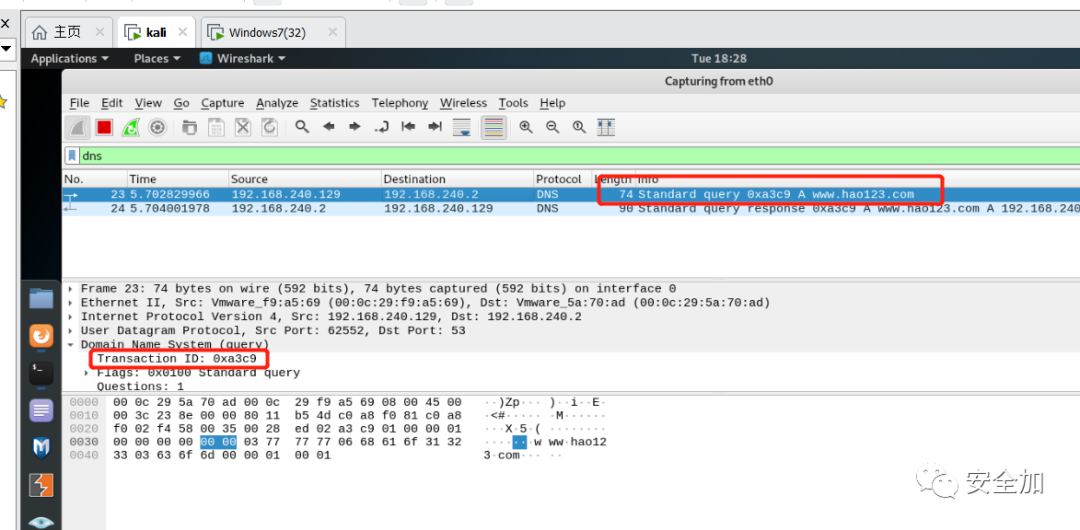 X 主页 × kali × Windows7(32) ×
Applications Places Wireshark Tue 18:28
Capturing from eth0
File Edit View Go Capture Analyze Statistics Telephony Wireless Tools Help
dns
No. Time Source Destination Protocol Length Info
23 5.702829966 192.168.240.129 192.168.240.2 DNS 74 Standard query 0xa3c9 A www.hao123.com
24 5.704001978 192.168.240.2 192.168.240.129 DNS 90 Standard query response 0xa3c9 A www.hao123.com A 192.168.240
Frame 23: 74 bytes on wire (592 bits), 74 bytes captured (592 bits) on interface 0
Ethernet II, Src: Vmware_f9:a5:69 (00:0c:29:f9:a5:69), Dst: Vmware_5a:70:ad (00:0c:29:5a:70:ad)
Internet Protocol Version 4, Src: 192.168.240.129, Dst: 192.168.240.2
User Datagram Protocol, Src Port: 62552, Dst Port: 53
Domain Name System (query)
Transaction ID: 0xa3c9
Flags: 0x0100 Standard query
Questions: 1
0000 00 0c 29 5a 70 ad 00 0c 29 f9 a5 69 08 00 45 00 ··)Zp··· )··i··E·
0010 00 3c 23 8e 00 00 80 11 b5 4d c0 a8 f0 81 c0 a8 ·<#····· ·M······
0020 f0 02 f4 58 00 35 00 28 ed 02 a3 c9 01 00 00 01 ···X·5·( ········
0030 00 00 00 00 00 00 03 77 77 77 06 68 61 6f 31 32 ·······w ww·hao12
0040 33 03 63 6f 6d 00 00 01 00 01 3·com··· ··
安全加